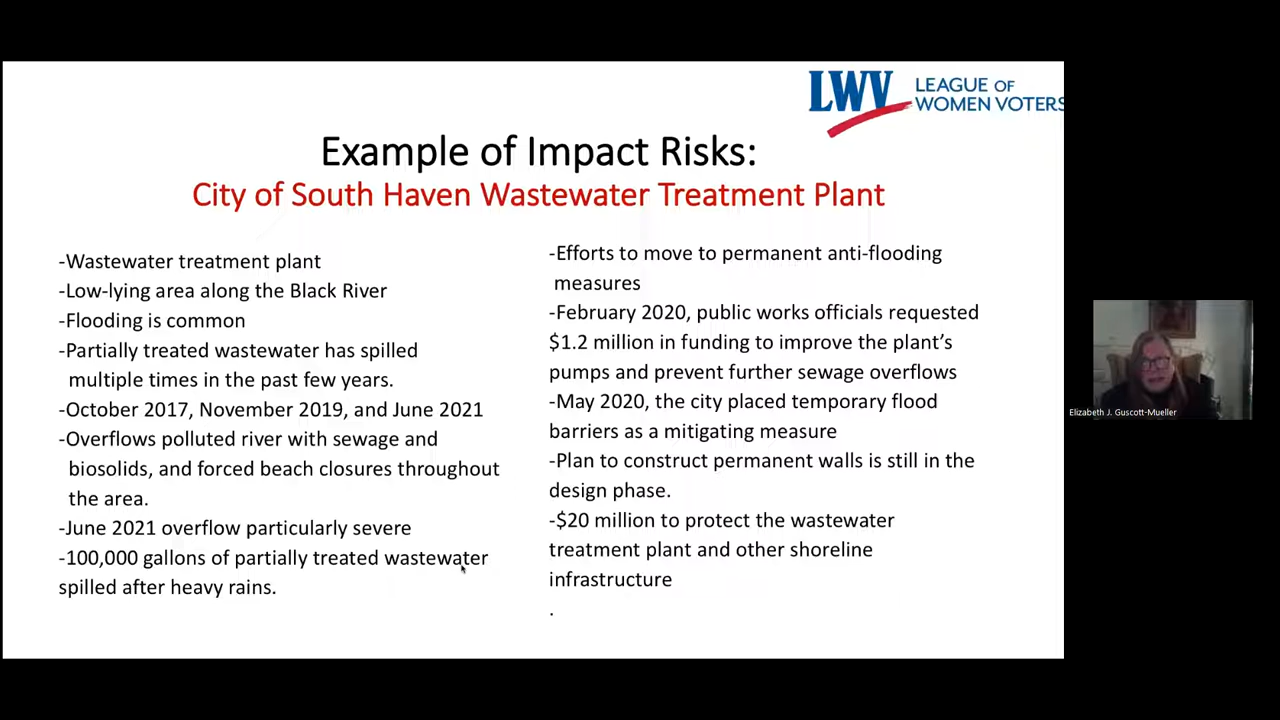 LWV LEAGUE OF
WOMEN VOTERS
Example of Impact Risks:
City of South Haven Wastewater Treatment Plant
-Wastewater treatment plant
-Low-lying area along the Black River
-Flooding is common
-Partially treated wastewater has spilled
multiple times in the past few years.
-October 2017, November 2019, and June 2021
-Overflows polluted river with sewage and
biosolids, and forced beach closures throughout
the area.
-June 2021 overflow particularly severe
-100,000 gallons of partially treated wastewater
spilled after heavy rains.
-Efforts to move to permanent anti-flooding
measures
-February 2020, public works officials requested
$1.2 million in funding to improve the plant’s
pumps and prevent further sewage overflows
-May 2020, the city placed temporary flood
barriers as a mitigating measure
-Plan to construct permanent walls is still in the
design phase.
-$20 million to protect the wastewater
treatment plant and other shoreline
infrastructure
.
Elizabeth J. Guscott-Mueller